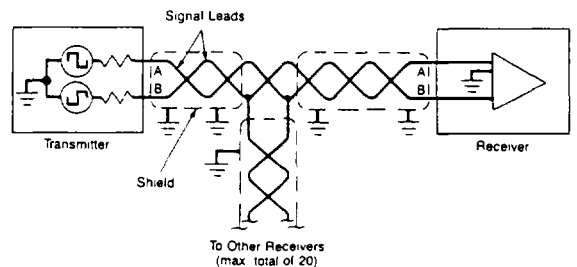 Signal Leads
A
B
A
B
Transmitter
Receiver
Shield
To Other Receivers
(max total of 20)